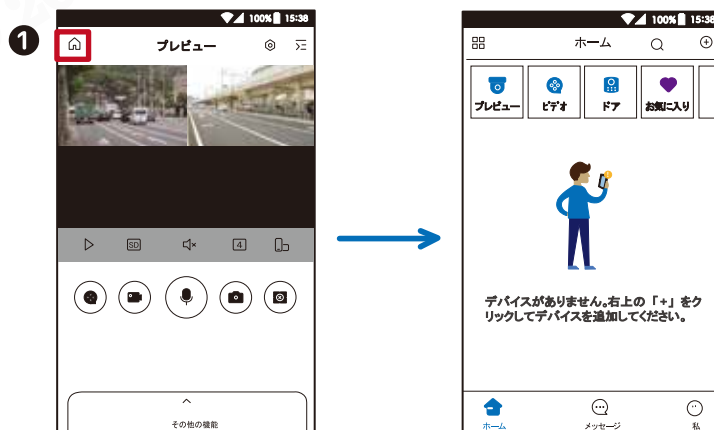 1
100% 15:38
プレビュー
SD
4
その他の機能
100% 15:38
ホーム
プレビュー
ビデオ
ドア
お気に入り
デバイスがありません。右上の「+」をク
リックしてデバイスを追加してください。
ホーム
メッセージ
私